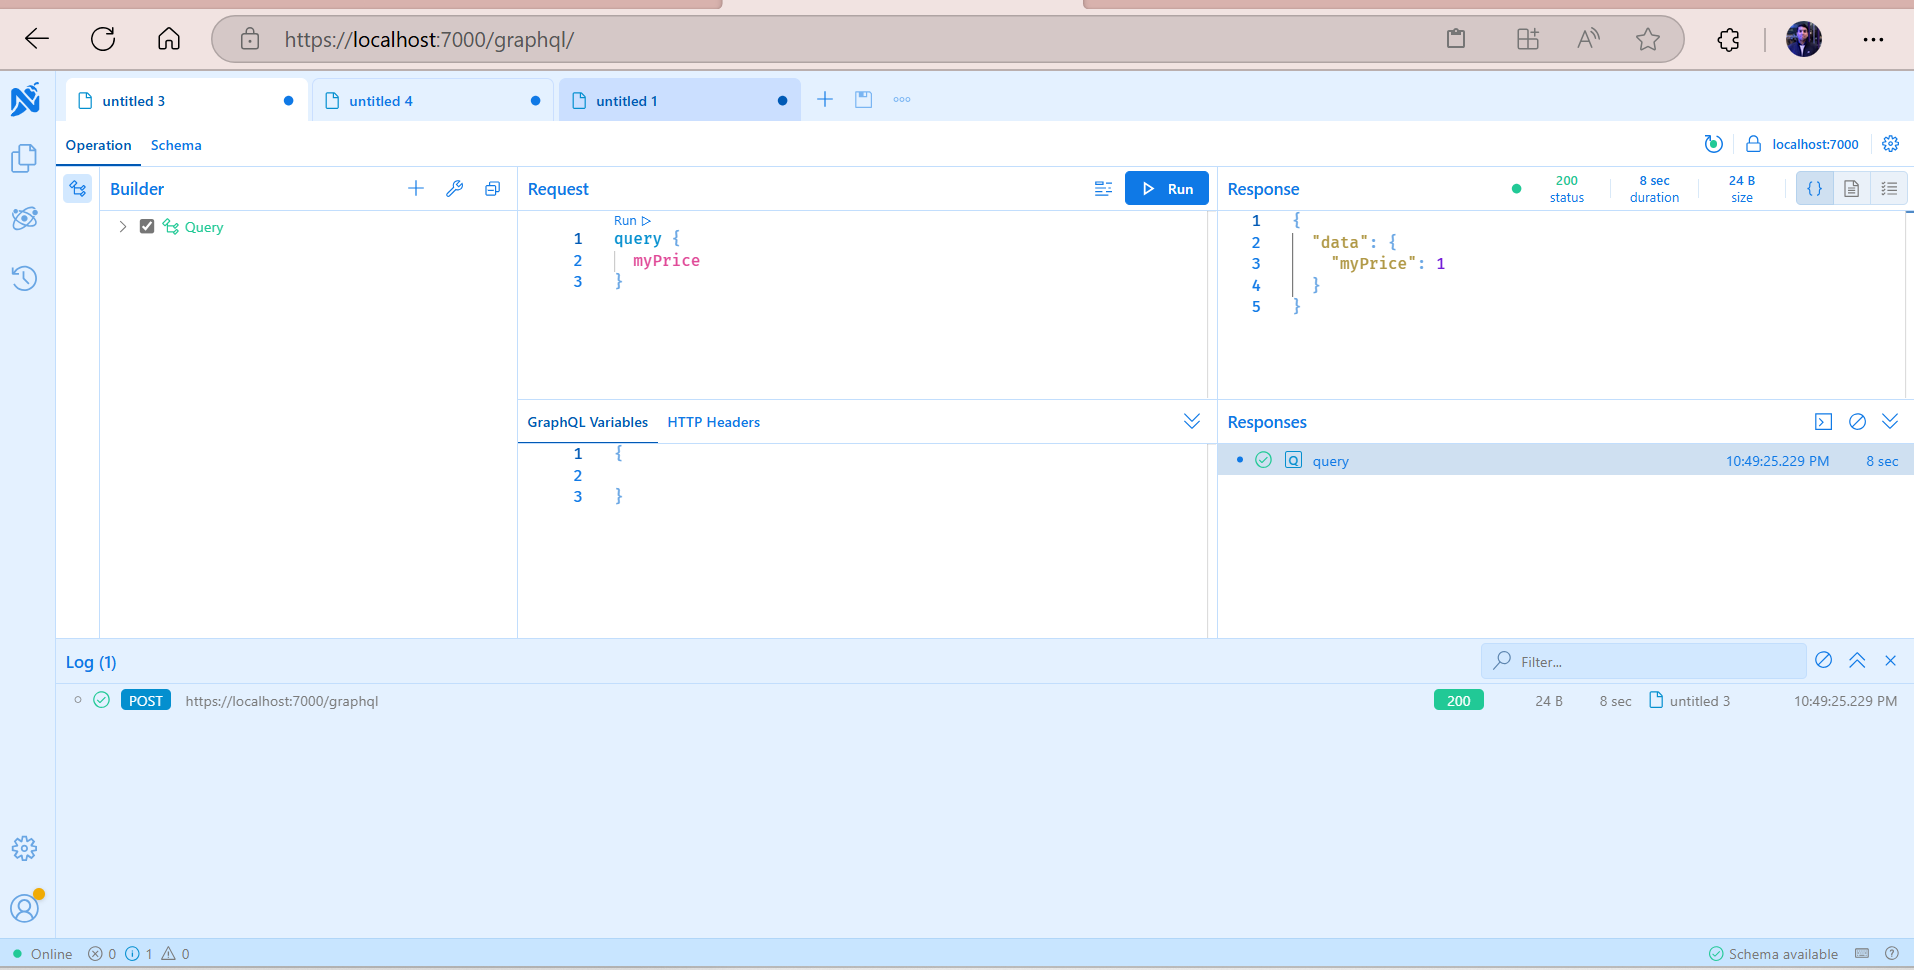 https://localhost:7000/graphql/
untitled 3
untitled 4
untitled 1
Operation
Schema
localhost:7000
Builder
Query
Request
Run
Run
1 query {
2 myPrice
3 }
Response
200 status
8 sec duration
24 B size
1 {
2 "data": {
3 "myPrice": 1
4 }
5 }
GraphQL Variables
HTTP Headers
1 {
2
3 }
Responses
Q query 10:49:25.229 PM 8 sec
Log (1)
Filter...
POST https://localhost:7000/graphql 200 24 B 8 sec untitled 3 10:49:25.229 PM
Online 0 1 0
Schema available